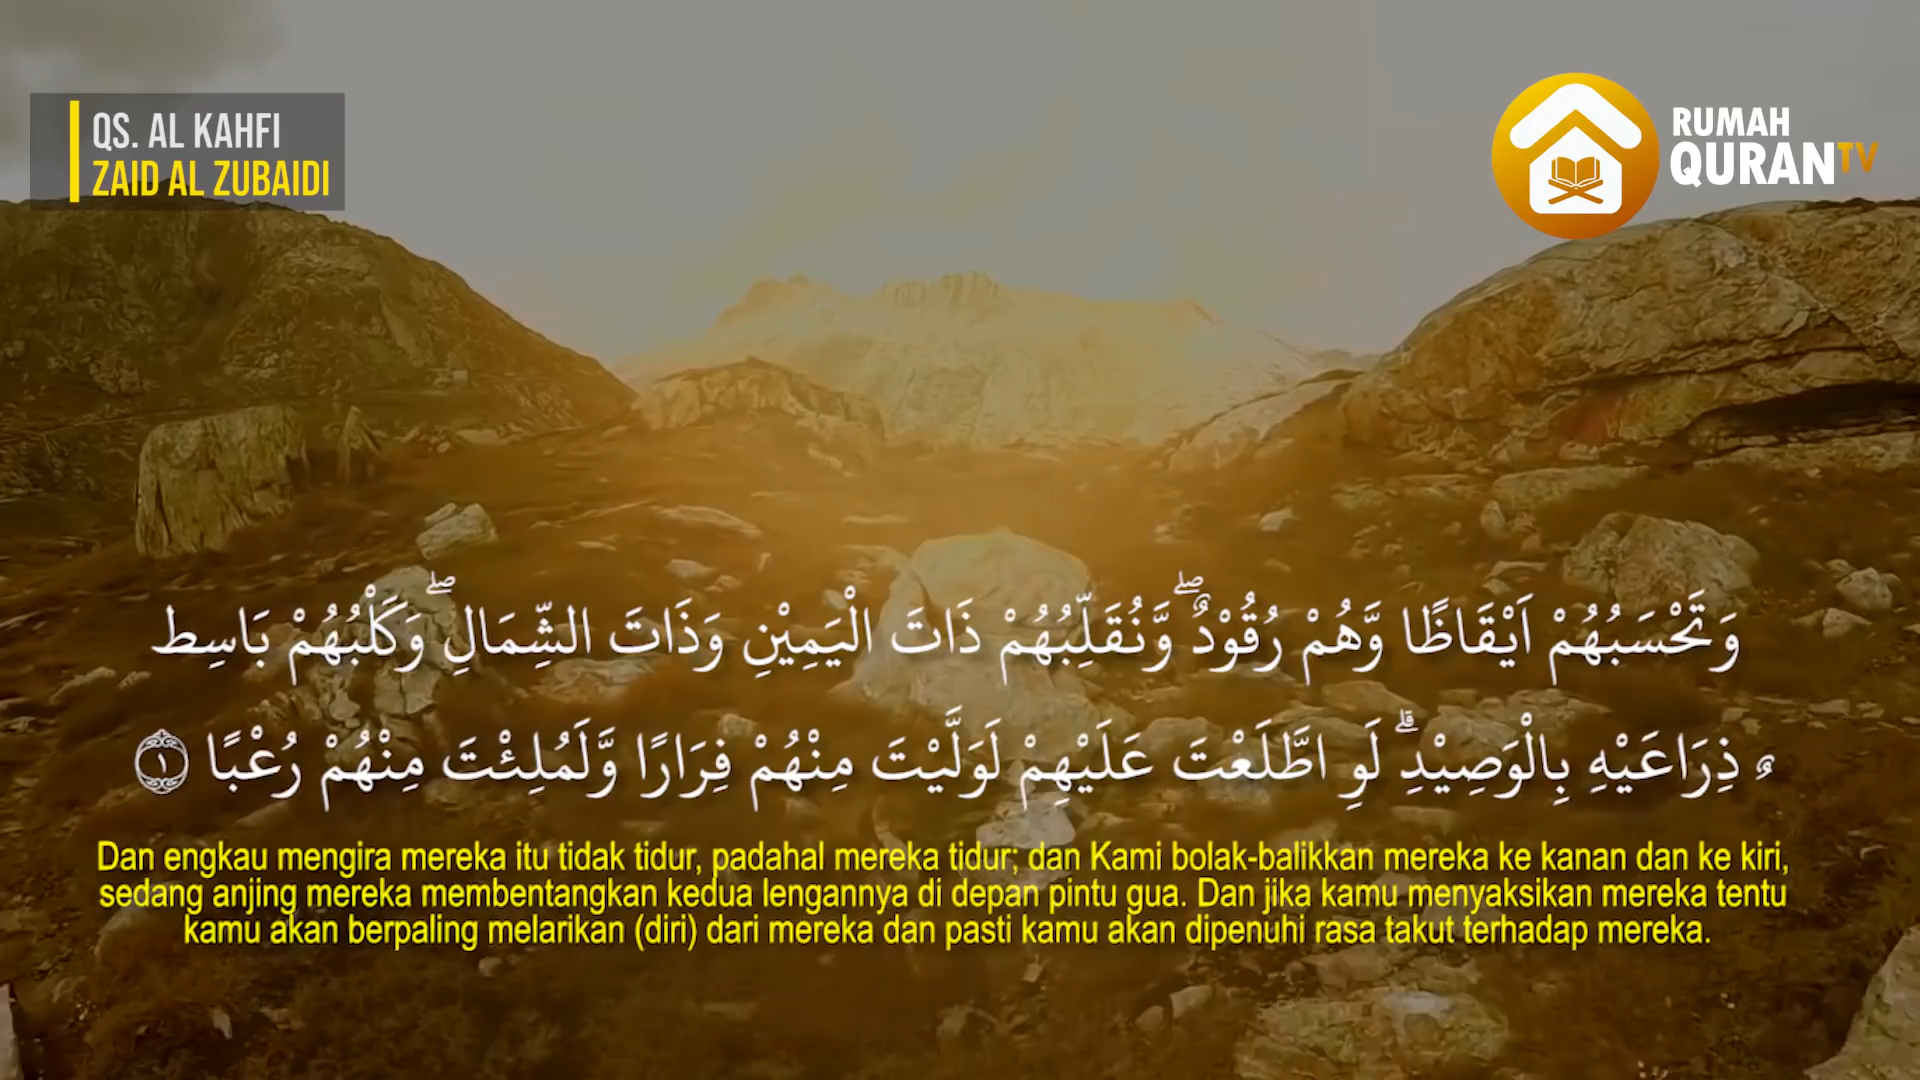 QS. AL KAHFI
ZAID AL ZUBAIDI
RUMAH
QURANTV
وَتَحْسَبُهُمْ اَيْقَاظًا وَّهُمْ رُقُوْدٌ ۖوَّنُقَلِّبُهُمْ ذَاتَ الْيَمِيْنِ وَذَاتَ الشِّمَالِ ۖوَكَلْبُهُمْ بَاسِط
ٌ ذِرَاعَيْهِ بِالْوَصِيْدِ ۗ لَوِ اطَّلَعْتَ عَلَيْهِمْ لَوَلَّيْتَ مِنْهُمْ فِرَارًا وَّلَمُلِئْتَ مِنْهُمْ رُعْبًا ١
Dan engkau mengira mereka itu tidak tidur, padahal mereka tidur; dan Kami bolak-balikkan mereka ke kanan dan ke kiri,
sedang anjing mereka membentangkan kedua lengannya di depan pintu gua. Dan jika kamu menyaksikan mereka tentu
kamu akan berpaling melarikan (diri) dari mereka dan pasti kamu akan dipenuhi rasa takut terhadap mereka.